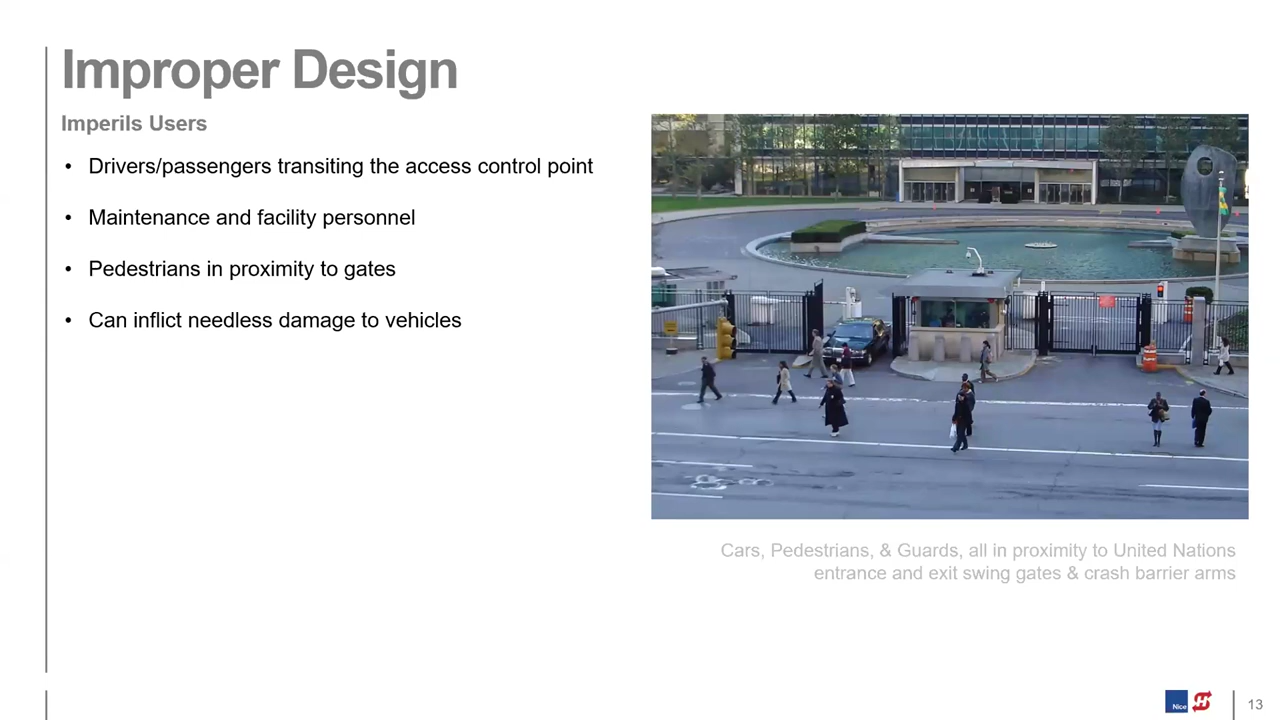 Improper Design
Imperils Users
• Drivers/passengers transiting the access control point
• Maintenance and facility personnel
• Pedestrians in proximity to gates
• Can inflict needless damage to vehicles
Cars, Pedestrians, & Guards, all in proximity to United Nations
entrance and exit swing gates & crash barrier arms
Nice
H
13